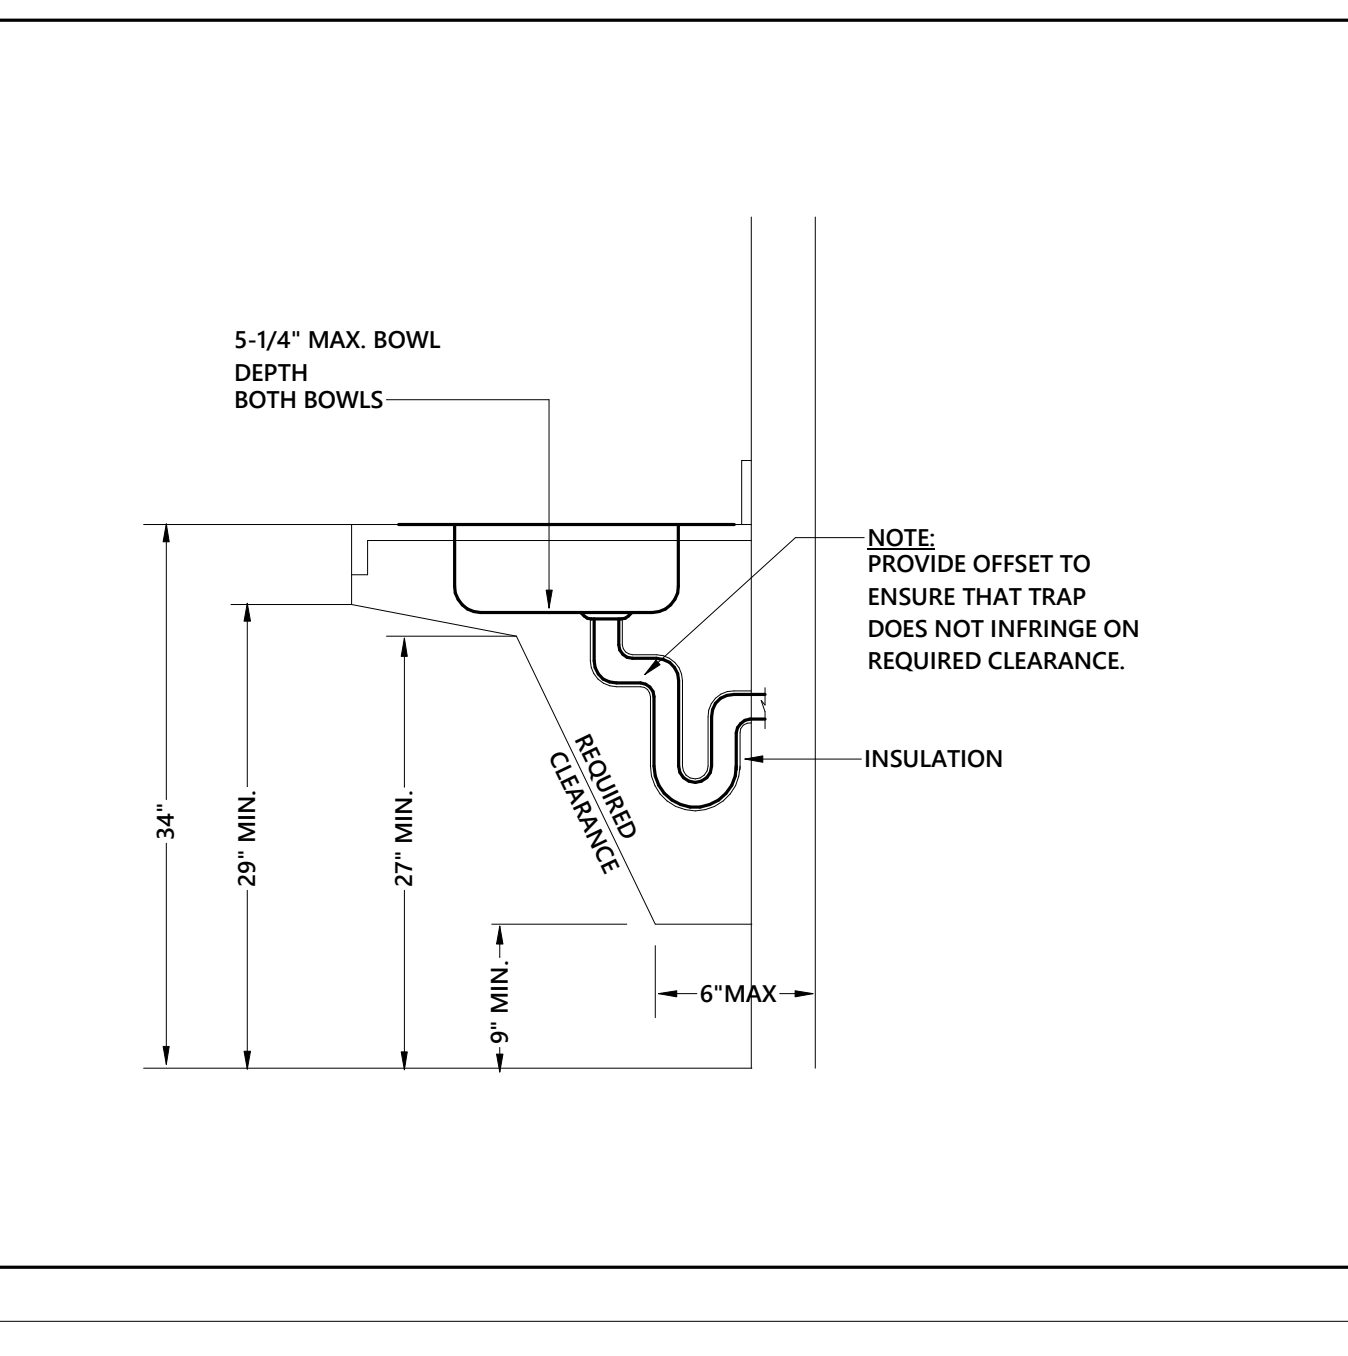 5-1/4" MAX. BOWL
DEPTH
BOTH BOWLS
NOTE:
PROVIDE OFFSET TO
ENSURE THAT TRAP
DOES NOT INFRINGE ON
REQUIRED CLEARANCE.
INSULATION
REQUIRED
CLEARANCE
34"
29" MIN.
27" MIN.
9" MIN.
6"MAX